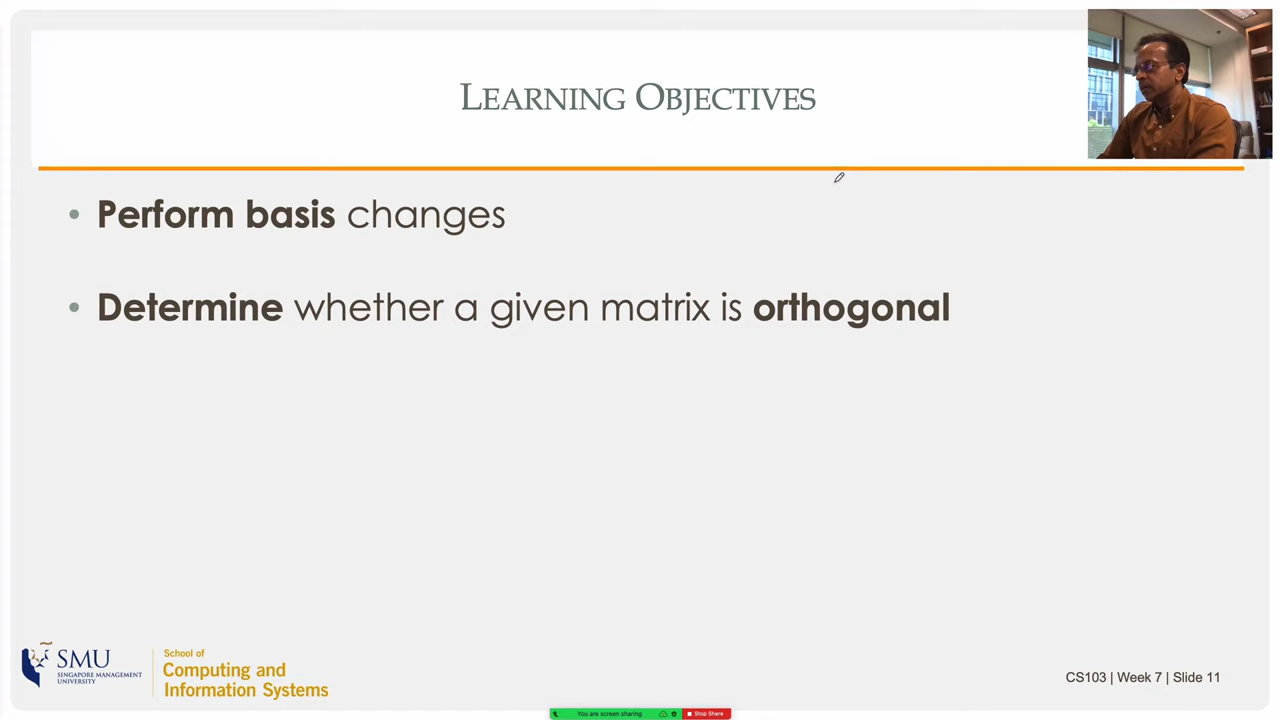 LEARNING OBJECTIVES
• Perform basis changes
• Determine whether a given matrix is orthogonal
SMU
SINGAPORE MANAGEMENT
UNIVERSITY
School of
Computing and
Information Systems
CS103 | Week 7 | Slide 11
You are screen sharing
Stop Share